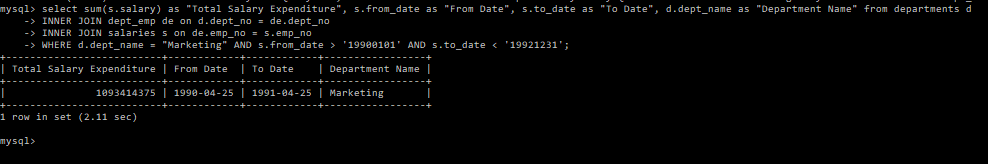 mysql> select sum(s.salary) as "Total Salary Expenditure", s.from_date as "From Date", s.to_date as "To Date", d.dept_name as "Department Name" from departments d
    -> INNER JOIN dept_emp de on d.dept_no = de.dept_no
    -> INNER JOIN salaries s on de.emp_no = s.emp_no
    -> WHERE d.dept_name = "Marketing" AND s.from_date > '19900101' AND s.to_date < '19921231';
+--------------------------+------------+------------+-----------------+
| Total Salary Expenditure | From Date  | To Date    | Department Name |
+--------------------------+------------+------------+-----------------+
|               1093414375 | 1990-04-25 | 1991-04-25 | Marketing       |
+--------------------------+------------+------------+-----------------+
1 row in set (2.11 sec)
mysql>